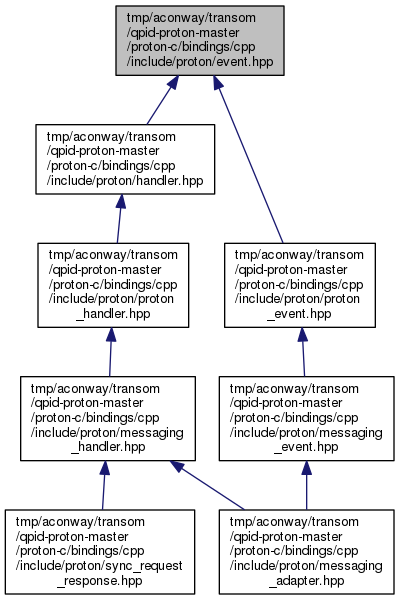 tmp/aconway/transom
/qpid-proton-master
/proton-c/bindings/cpp
/include/proton/event.hpp
tmp/aconway/transom
/qpid-proton-master
/proton-c/bindings/cpp
/include/proton/handler.hpp
tmp/aconway/transom
/qpid-proton-master
/proton-c/bindings/cpp
/include/proton/proton
_handler.hpp
tmp/aconway/transom
/qpid-proton-master
/proton-c/bindings/cpp
/include/proton/proton
_event.hpp
tmp/aconway/transom
/qpid-proton-master
/proton-c/bindings/cpp
/include/proton/messaging
_handler.hpp
tmp/aconway/transom
/qpid-proton-master
/proton-c/bindings/cpp
/include/proton/messaging
_event.hpp
tmp/aconway/transom
/qpid-proton-master
/proton-c/bindings/cpp
/include/proton/sync_request
_response.hpp
tmp/aconway/transom
/qpid-proton-master
/proton-c/bindings/cpp
/include/proton/messaging
_adapter.hpp